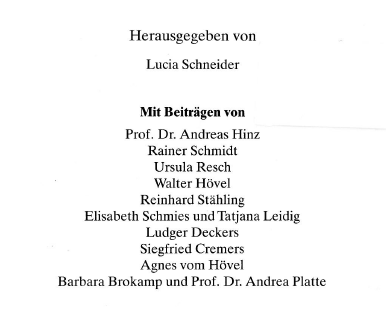 Herausgegeben von
Lucia Schneider
Mit Beiträgen von
Prof. Dr. Andreas Hinz
Rainer Schmidt
Ursula Resch
Walter Hövel
Reinhard Stähling
Elisabeth Schmies und Tatjana Leidig
Ludger Deckers
Siegfried Cremers
Agnes vom Hövel
Barbara Brokamp und Prof. Dr. Andrea Platte